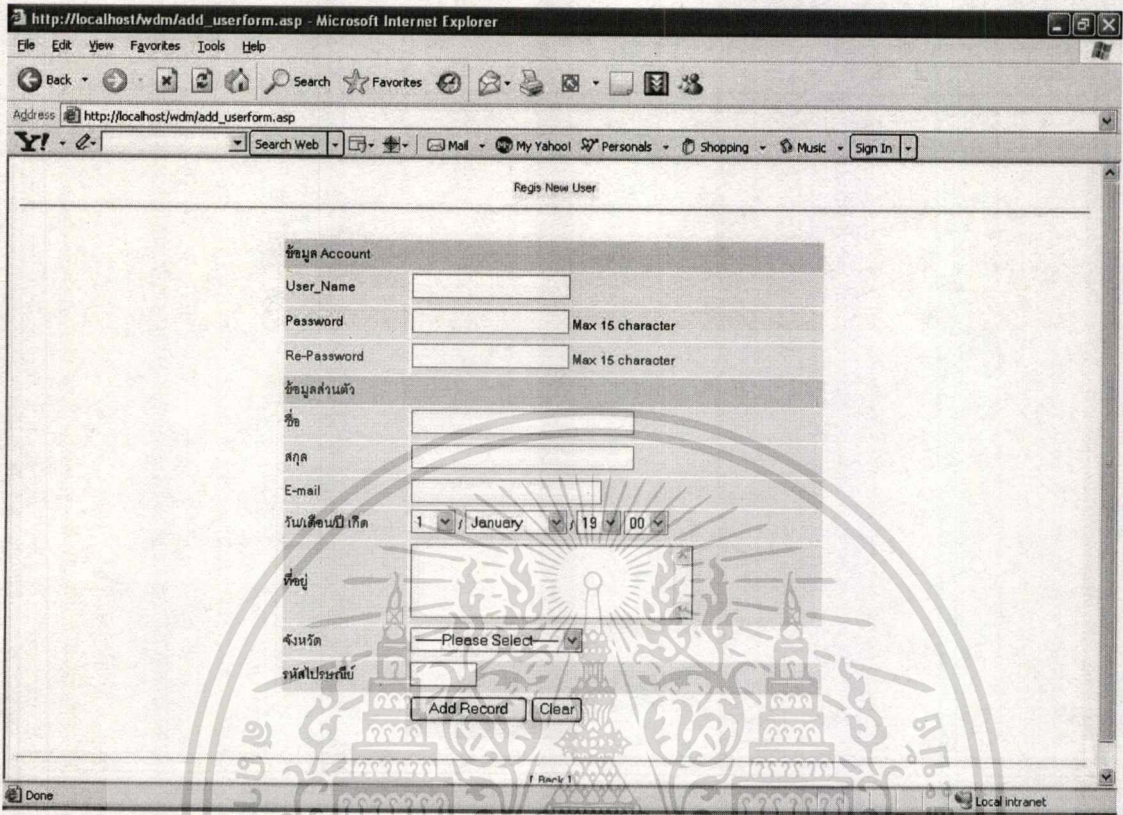 http://localhost/wdm/add_userform.asp - Microsoft Internet Explorer
File Edit View Favorites Tools Help
Back Search Favorites
Address http://localhost/wdm/add_userform.asp
Y! Search Web Mail My Yahoo! Personals Shopping Music Sign In
Regis New User
ข้อมูล Account
User_Name
Password Max 15 character
Re-Password Max 15 character
ข้อมูลส่วนตัว
ชื่อ
สกุล
E-mail
วัน/เดือน/ปี เกิด 1 / January / 19 00
ที่อยู่
จังหวัด ----Please Select----
รหัสไปรษณีย์
Add Record Clear
[ Back ]
Done Local intranet